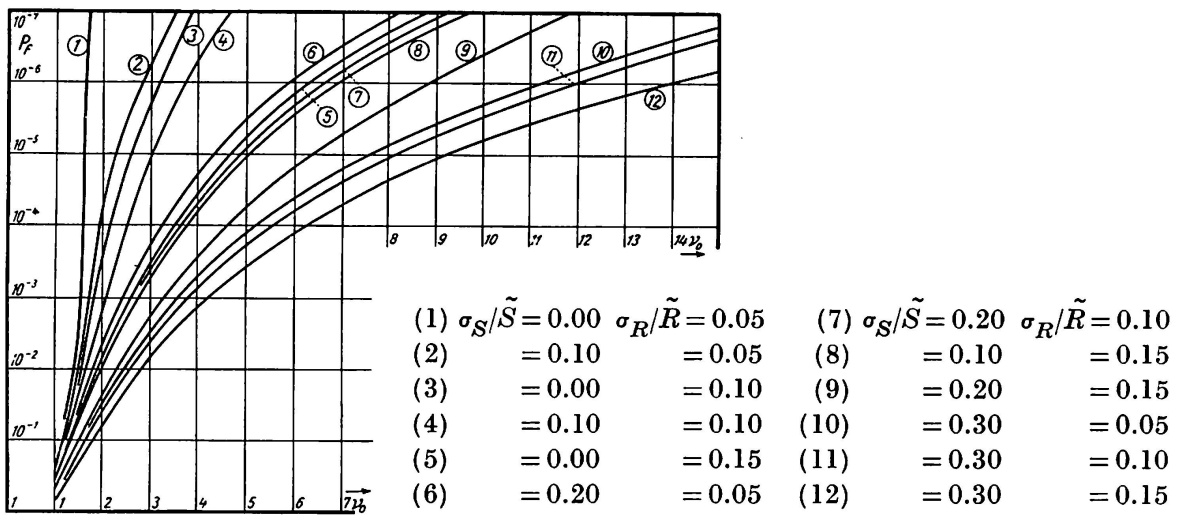 10⁻⁷
P_F
10⁻⁶
10⁻⁵
10⁻⁴
10⁻³
10⁻²
10⁻¹
1
① ② ③ ④ ⑥ ⑤ ⑦ ⑧ ⑨ ⑪ ⑩ ⑫
8 9 10 11 12 13 14 ν₀ →
1 2 3 4 5 6 7 ν₀ →
(1) σ_S/S̃ = 0.00 σ_R/R̃ = 0.05 (7) σ_S/S̃ = 0.20 σ_R/R̃ = 0.10
(2) = 0.10 = 0.05 (8) = 0.10 = 0.15
(3) = 0.00 = 0.10 (9) = 0.20 = 0.15
(4) = 0.10 = 0.10 (10) = 0.30 = 0.05
(5) = 0.00 = 0.15 (11) = 0.30 = 0.10
(6) = 0.20 = 0.05 (12) = 0.30 = 0.15